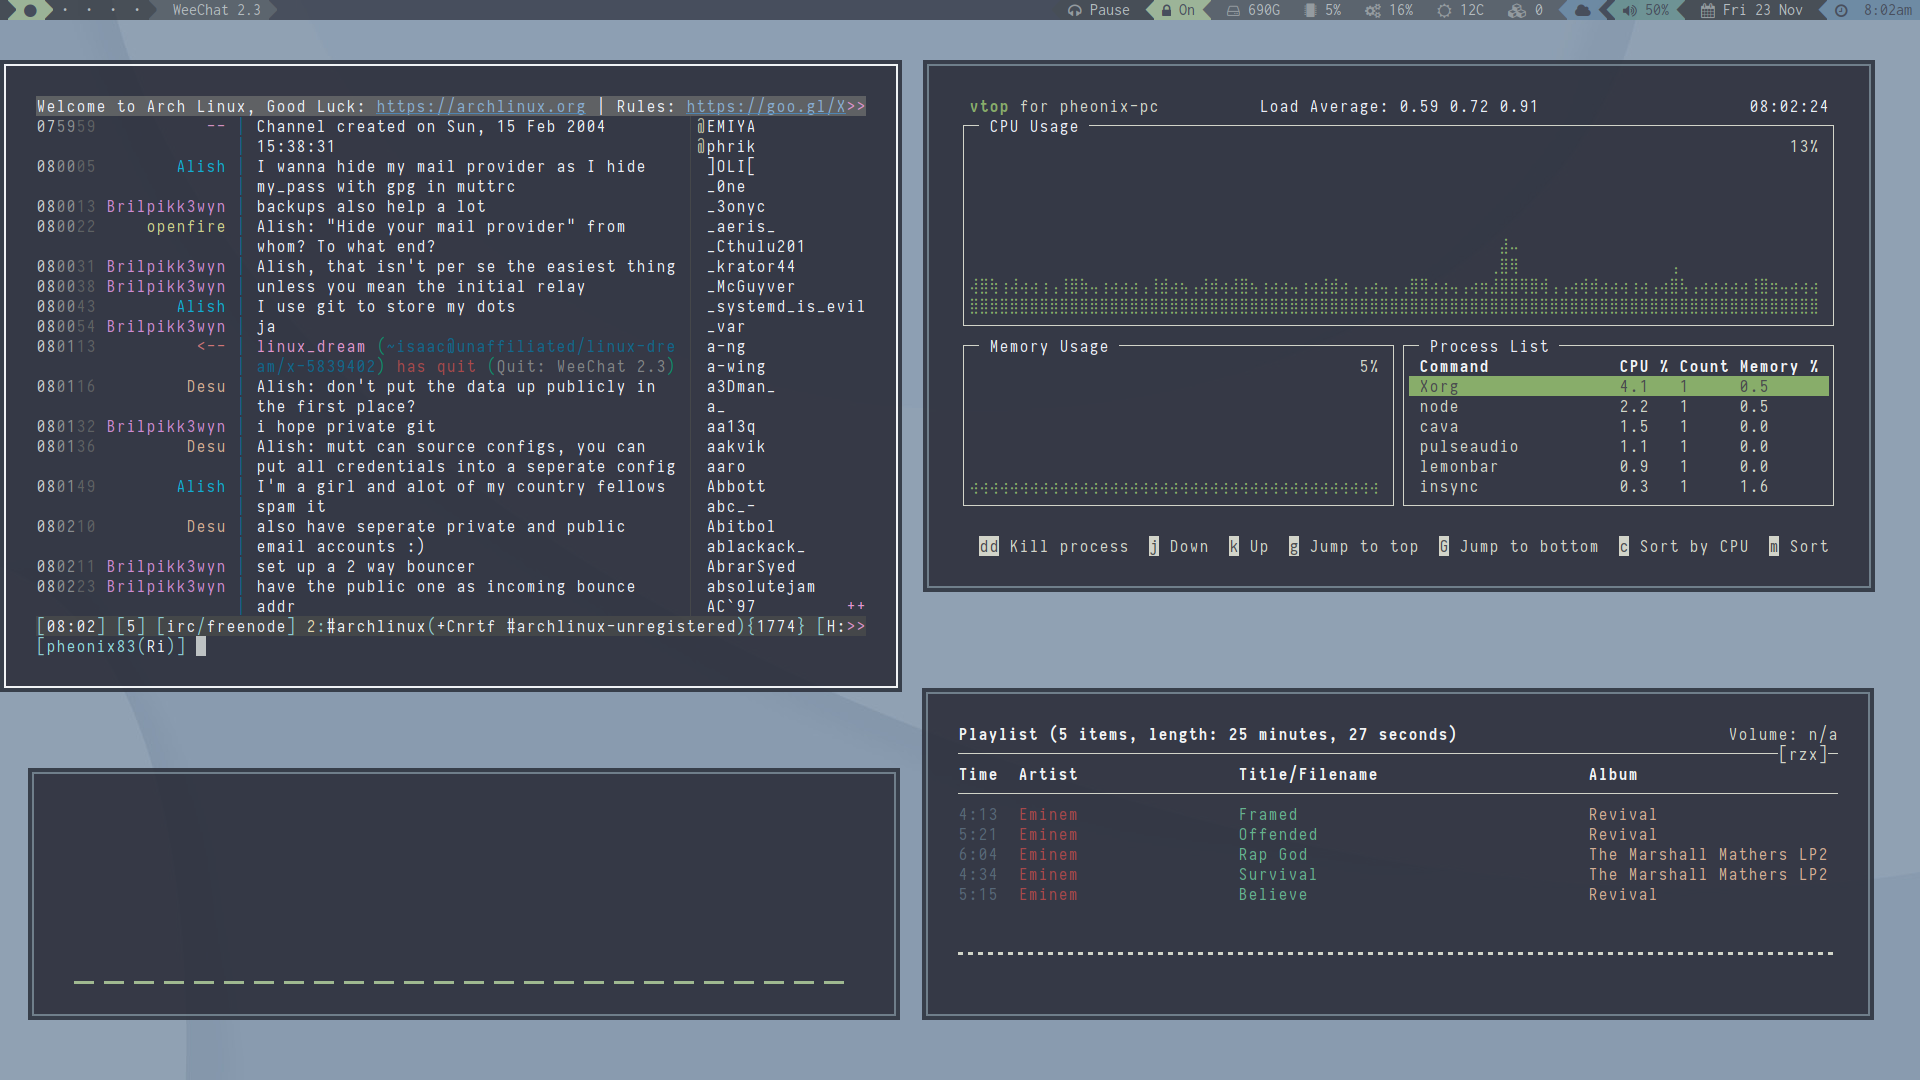 WeeChat 2.3
Pause
On
690G
5%
16%
12C
0
50%
Fri 23 Nov
8:02am
Welcome to Arch Linux, Good Luck: https://archlinux.org | Rules: https://goo.gl/X>>
075959 -- | Channel created on Sun, 15 Feb 2004
15:38:31
080005 Alish | I wanna hide my mail provider as I hide
my_pass with gpg in muttrc
080013 Brilpikk3wyn | backups also help a lot
080022 openfire | Alish: "Hide your mail provider" from
whom? To what end?
080031 Brilpikk3wyn | Alish, that isn't per se the easiest thing
080038 Brilpikk3wyn | unless you mean the initial relay
080043 Alish | I use git to store my dots
080054 Brilpikk3wyn | ja
080113 <-- | linux_dream (~isaac@unaffiliated/linux-dre
am/x-5839402) has quit (Quit: WeeChat 2.3)
080116 Desu | Alish: don't put the data up publicly in
the first place?
080132 Brilpikk3wyn | i hope private git
080136 Desu | Alish: mutt can source configs, you can
put all credentials into a seperate config
080149 Alish | I'm a girl and alot of my country fellows
spam it
080210 Desu | also have seperate private and public
email accounts :)
080211 Brilpikk3wyn | set up a 2 way bouncer
080223 Brilpikk3wyn | have the public one as incoming bounce
addr
@EMIYA
@phrik
]OLI[
_0ne
_3onyc
_aeris_
_Cthulu201
_krator44
_McGuyver
_systemd_is_evil
_var
a-ng
a-wing
a3Dman_
a_
aa13q
aakvik
aaro
Abbott
abc_-
Abitbol
ablackack_
AbrarSyed
absolutejam
AC`97 ++
[08:02] [5] [irc/freenode] 2:#archlinux(+Cnrtf #archlinux-unregistered){1774} [H:>>
[pheonix83(Ri)]
vtop for pheonix-pc
Load Average: 0.59 0.72 0.91
08:02:24
CPU Usage
13%
Memory Usage
5%
Process List
Command CPU % Count Memory %
Xorg 4.1 1 0.5
node 2.2 1 0.5
cava 1.5 1 0.0
pulseaudio 1.1 1 0.0
lemonbar 0.9 1 0.0
insync 0.3 1 1.6
dd Kill process j Down k Up g Jump to top G Jump to bottom c Sort by CPU m Sort
Playlist (5 items, length: 25 minutes, 27 seconds) Volume: n/a
[rzx]
Time Artist Title/Filename Album
4:13 Eminem Framed Revival
5:21 Eminem Offended Revival
6:04 Eminem Rap God The Marshall Mathers LP2
4:34 Eminem Survival The Marshall Mathers LP2
5:15 Eminem Believe Revival